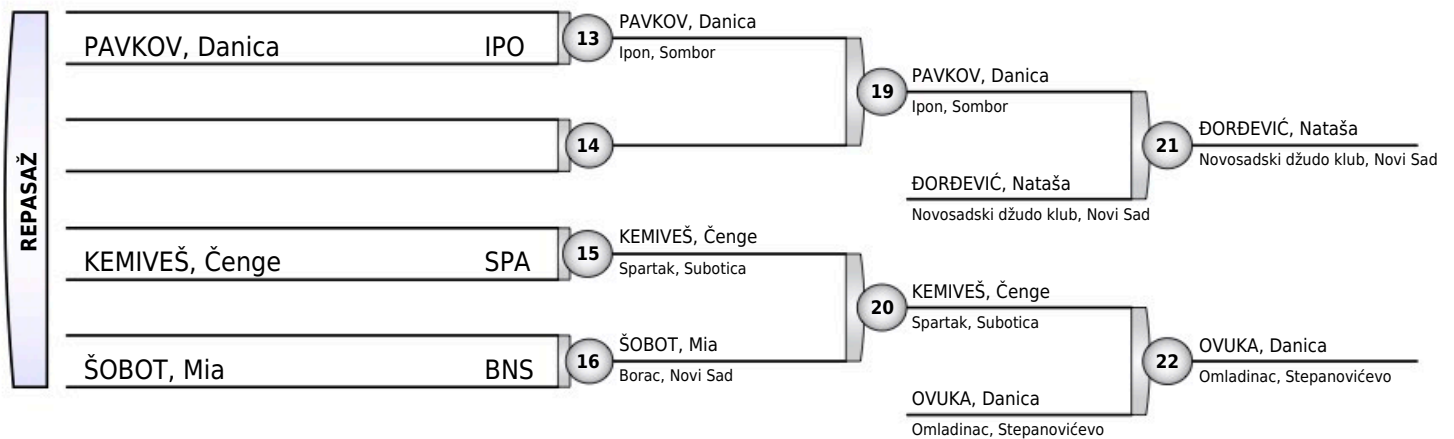 REPASAŽ
PAVKOV, Danica IPO
13
PAVKOV, Danica
Ipon, Sombor
14
19
PAVKOV, Danica
Ipon, Sombor
ĐORĐEVIĆ, Nataša
Novosadski džudo klub, Novi Sad
21
ĐORĐEVIĆ, Nataša
Novosadski džudo klub, Novi Sad
KEMIVEŠ, Čenge SPA
15
KEMIVEŠ, Čenge
Spartak, Subotica
ŠOBOT, Mia BNS
16
ŠOBOT, Mia
Borac, Novi Sad
20
KEMIVEŠ, Čenge
Spartak, Subotica
OVUKA, Danica
Omladinac, Stepanovićevo
22
OVUKA, Danica
Omladinac, Stepanovićevo